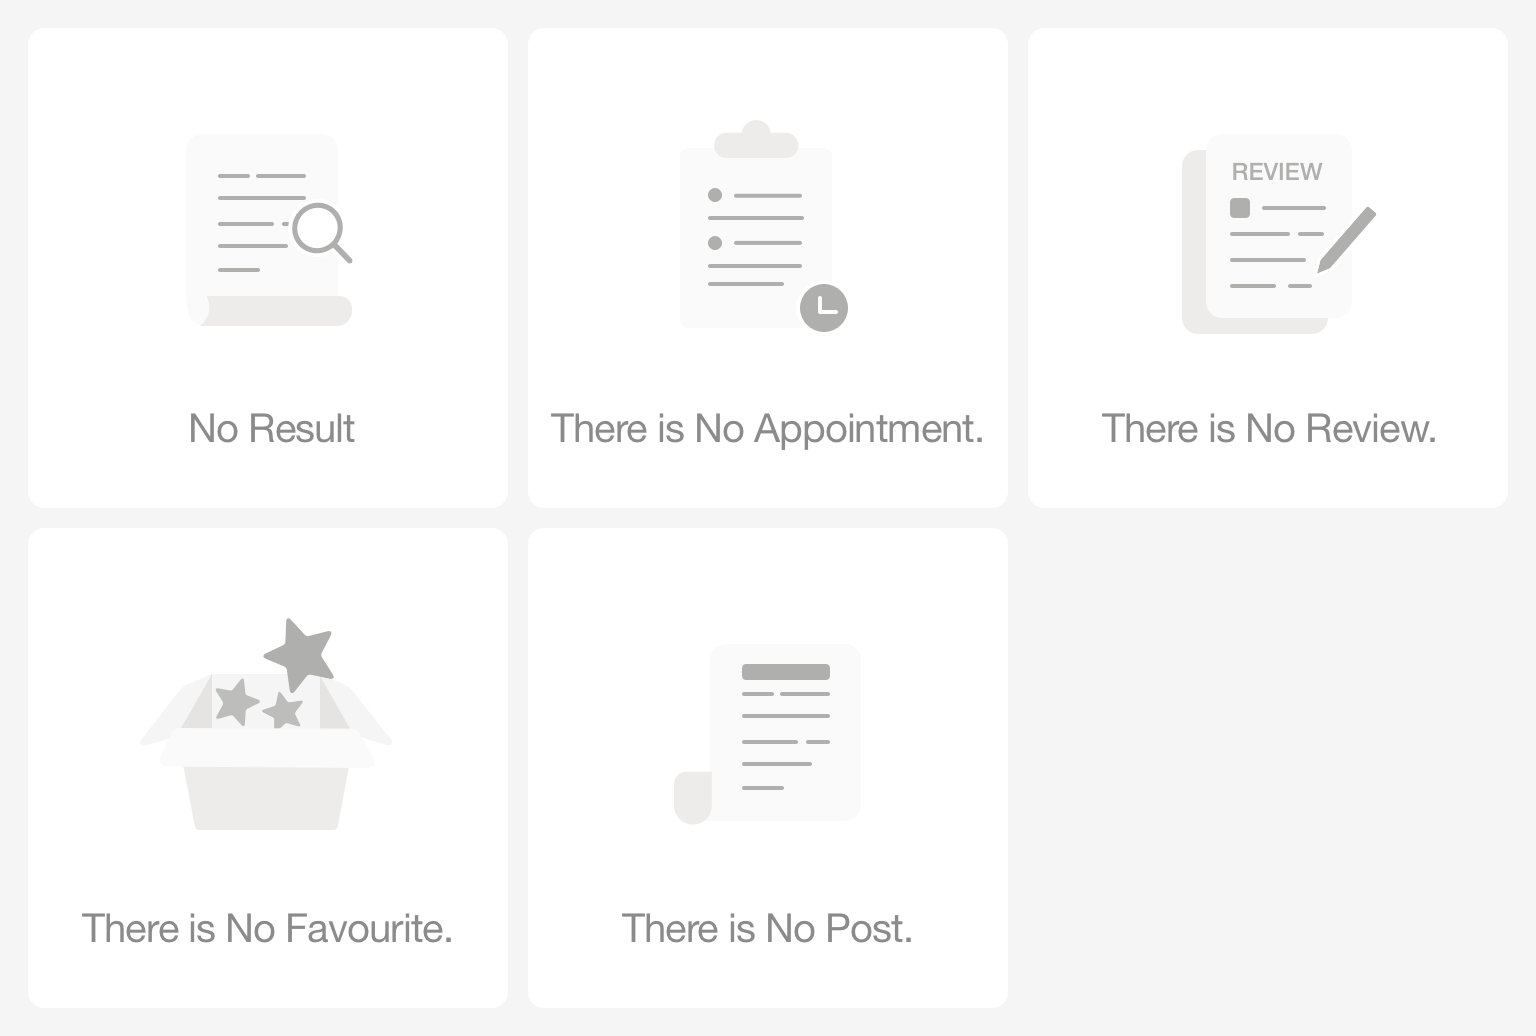 REVIEW
No Result
There is No Appointment.
There is No Review.
There is No Favourite.
There is No Post.